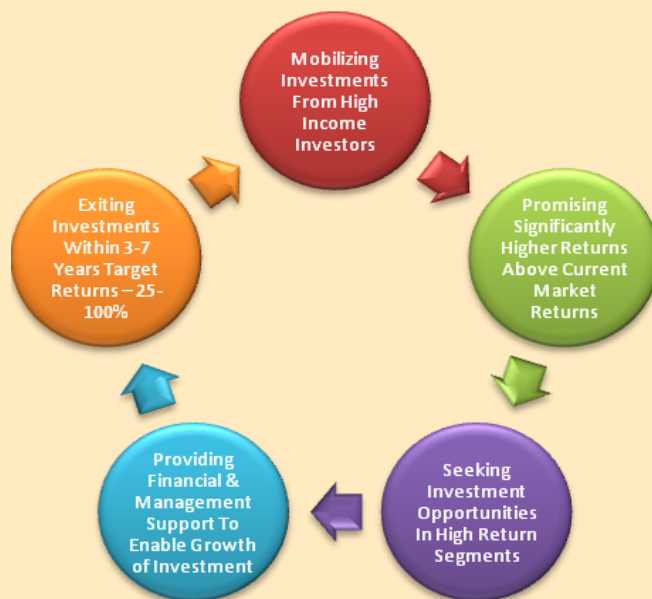 Mobilizing
Investments
From High
Income
Investors
Promising
Significantly
Higher Returns
Above Current
Market
Returns
Seeking
Investment
Opportunities
In High Return
Segments
Providing
Financial &
Management
Support To
Enable Growth
of Investment
Exiting
Investments
Within 3-7
Years Target
Returns – 25-
100%